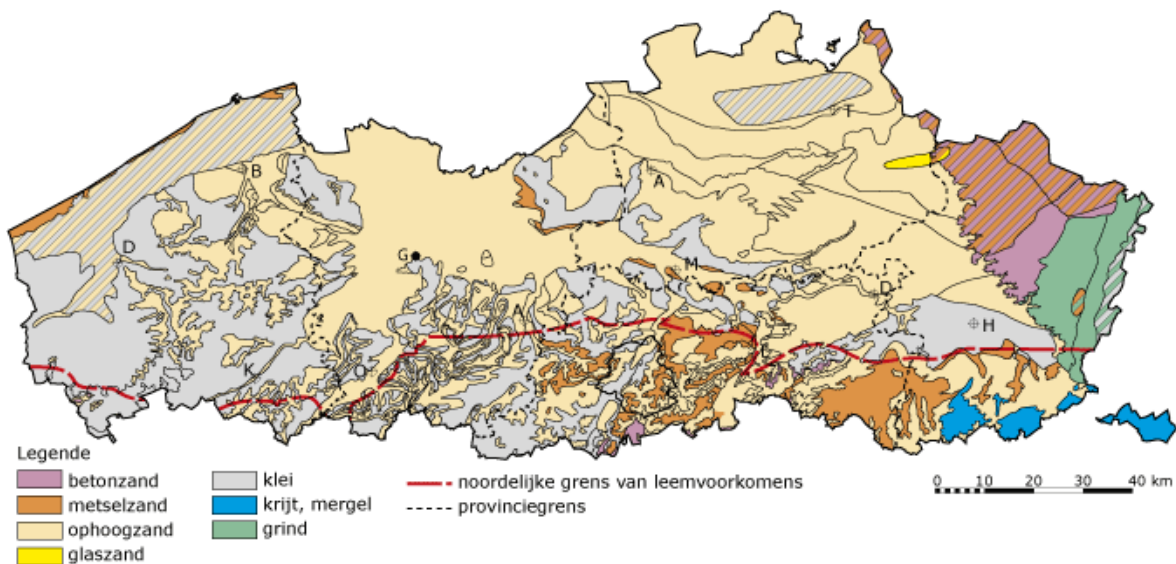 T
B
A
D
G
M
D
A
H
K
O
Legende
betonzand
metselzand
ophoogzand
glaszand
klei
krijt, mergel
grind
noordelijke grens van leemvoorkomens
provinciegrens
0 10 20 30 40 km